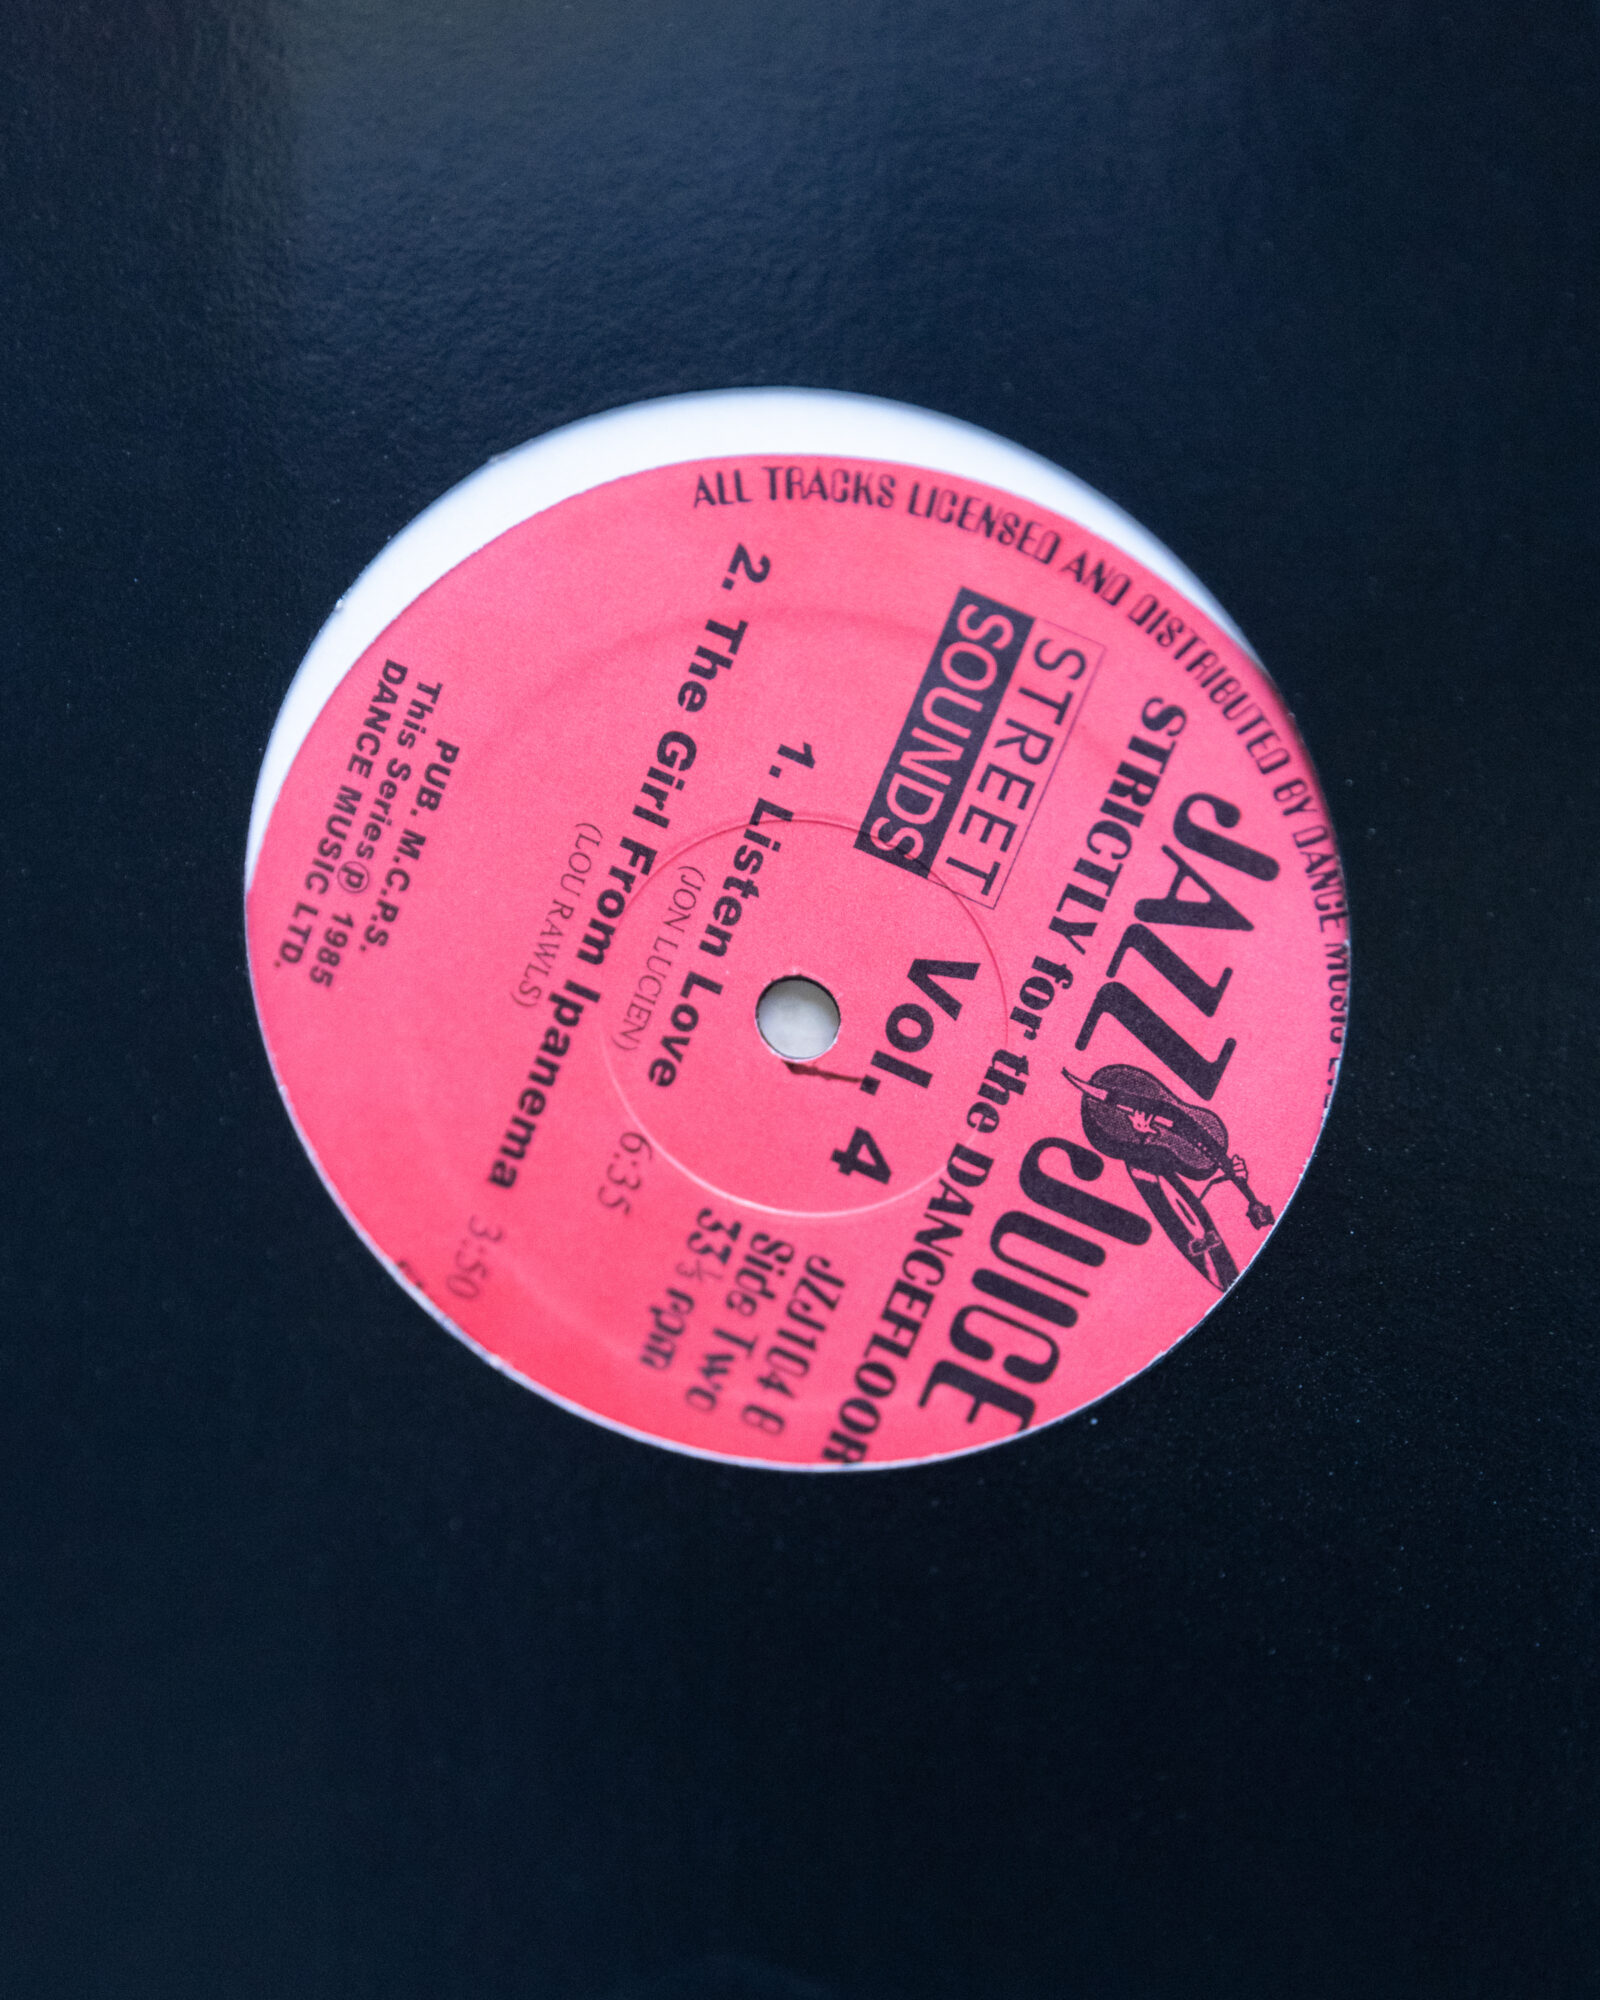 ALL TRACKS LICENSED AND DISTRIBUTED BY DANCE MUSIC
JAZZ JUICE
STRICTLY for the DANCEFLOOR
STREET
SOUNDS
Vol. 4
JZJ104 B
Side Two
33⅓ rpm
1. Listen Love 6:35
(JON LUCIEN)
2. The Girl From Ipanema 3:50
(LOU RAWLS)
PUB. M.C.P.S.
This Series ℗ 1985
DANCE MUSIC LTD.